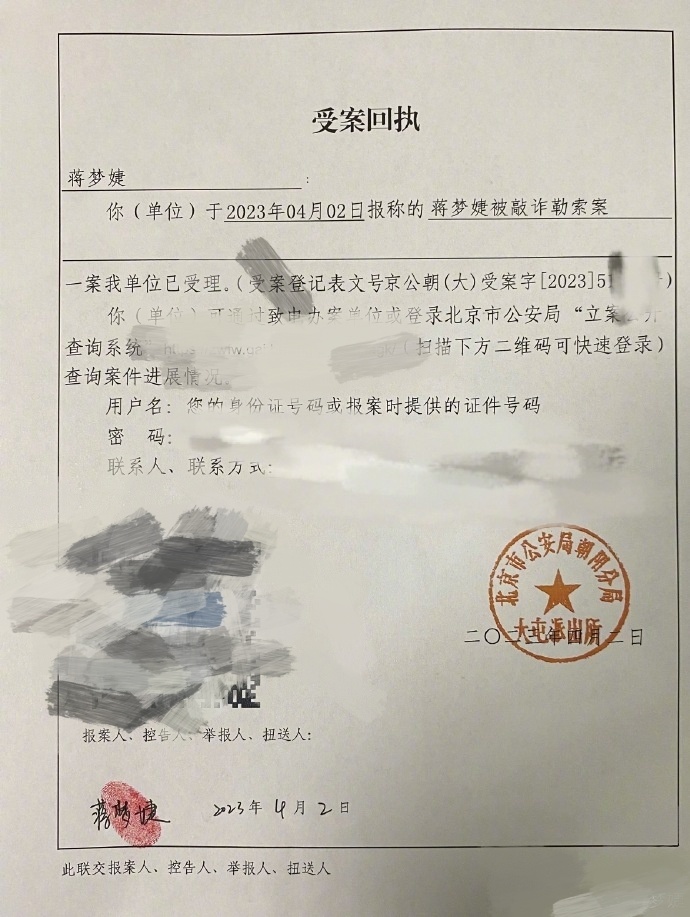 受案回执
蒋梦婕：
你（单位）于2023年04月02日报称的 蒋梦婕被敲诈勒索案
一案我单位已受理。（受案登记表文号京公朝(大)受案字[2023]51 )
你（单位）可通过致电办案单位或登录北京市公安局“立案公开
查询系统 （扫描下方二维码可快速登录）
查询案件进展情况。
用户名：您的身份证号码或报案时提供的证件号码
密 码：
联系人、联系方式：
北京市公安局朝阳分局
大屯派出所
二〇二三年四月二日
报案人、控告人、举报人、扭送人：
蒋梦婕 2023年4月2日
此联交报案人、控告人、举报人、扭送人